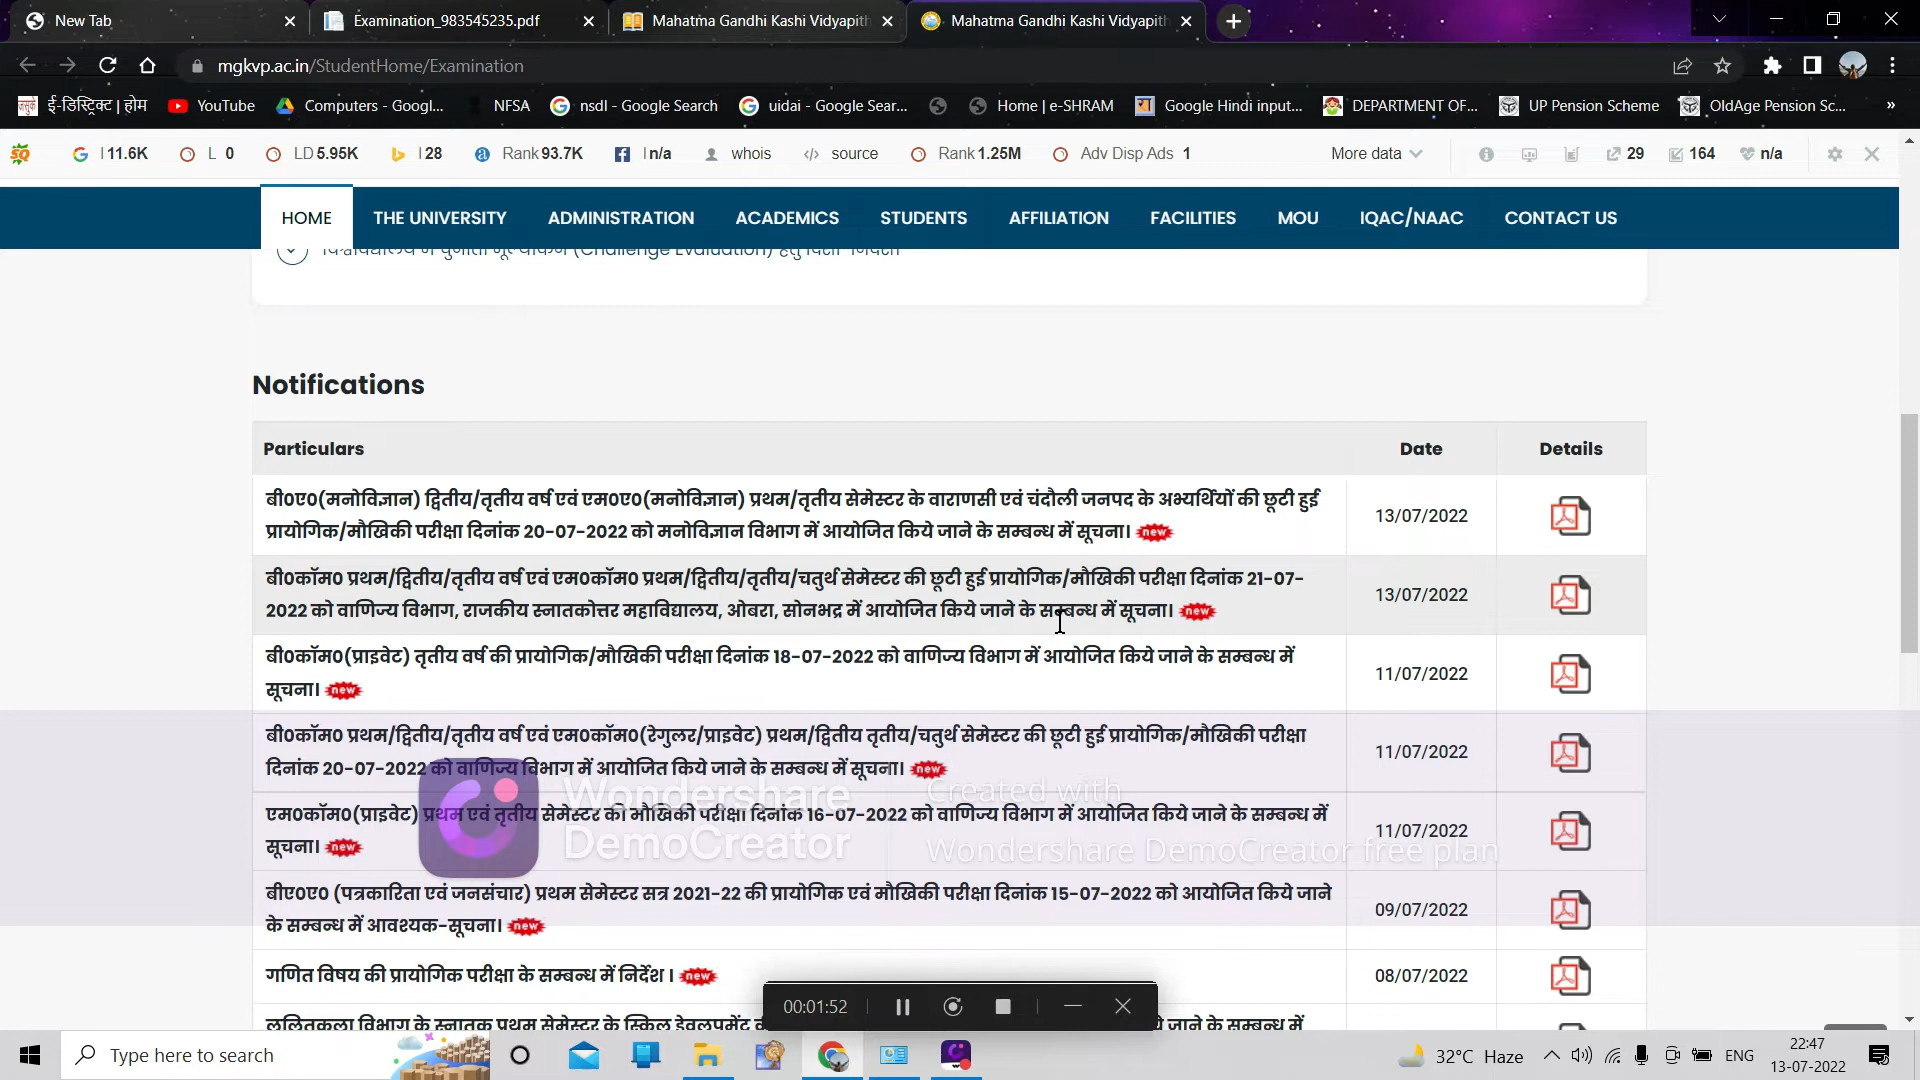 New Tab
Examination_983545235.pdf
Mahatma Gandhi Kashi Vidyapith
Mahatma Gandhi Kashi Vidyapith
mgkvp.ac.in/StudentHome/Examination
ई-डिस्ट्रिक्ट | होम
YouTube
Computers - Googl...
NFSA
nsdl - Google Search
uidai - Google Sear...
Home | e-SHRAM
Google Hindi input...
DEPARTMENT OF...
UP Pension Scheme
OldAge Pension Sc...
»
SQ
I 11.6K
L 0
LD 5.95K
I 28
Rank 93.7K
I n/a
whois
source
Rank 1.25M
Adv Disp Ads 1
More data
29
164
n/a
HOME
THE UNIVERSITY
ADMINISTRATION
ACADEMICS
STUDENTS
AFFILIATION
FACILITIES
MOU
IQAC/NAAC
CONTACT US
(Challenge Evaluation)
Notifications
Particulars
Date
Details
बी0ए0(मनोविज्ञान) द्वितीय/तृतीय वर्ष एवं एम0ए0(मनोविज्ञान) प्रथम/तृतीय सेमेस्टर के वाराणसी एवं चंदौली जनपद के अभ्यर्थियों की छूटी हुई
प्रायोगिक/मौखिकी परीक्षा दिनांक 20-07-2022 को मनोविज्ञान विभाग में आयोजित किये जाने के सम्बन्ध में सूचना। new
13/07/2022
बी0कॉम0 प्रथम/द्वितीय/तृतीय वर्ष एवं एम0कॉम0 प्रथम/द्वितीय/तृतीय/चतुर्थ सेमेस्टर की छूटी हुई प्रायोगिक/मौखिकी परीक्षा दिनांक 21-07-
2022 को वाणिज्य विभाग, राजकीय स्नातकोत्तर महाविद्यालय, ओबरा, सोनभद्र में आयोजित किये जाने के सम्बन्ध में सूचना। new
13/07/2022
बी0कॉम0(प्राइवेट) तृतीय वर्ष की प्रायोगिक/मौखिकी परीक्षा दिनांक 18-07-2022 को वाणिज्य विभाग में आयोजित किये जाने के सम्बन्ध में
सूचना। new
11/07/2022
बी0कॉम0 प्रथम/द्वितीय/तृतीय वर्ष एवं एम0कॉम0(रेगुलर/प्राइवेट) प्रथम/द्वितीय तृतीय/चतुर्थ सेमेस्टर की छूटी हुई प्रायोगिक/मौखिकी परीक्षा
दिनांक 20-07-2022 को वाणिज्य विभाग में आयोजित किये जाने के सम्बन्ध में सूचना। new
11/07/2022
Wondershare
DemoCreator
Created with
Wondershare DemoCreator free plan
एम0कॉम0(प्राइवेट) प्रथम एवं तृतीय सेमेस्टर की मौखिकी परीक्षा दिनांक 16-07-2022 को वाणिज्य विभाग में आयोजित किये जाने के सम्बन्ध में
सूचना। new
11/07/2022
बीए0ए0 (पत्रकारिता एवं जनसंचार) प्रथम सेमेस्टर सत्र 2021-22 की प्रायोगिक एवं मौखिकी परीक्षा दिनांक 15-07-2022 को आयोजित किये जाने
के सम्बन्ध में आवश्यक-सूचना। new
09/07/2022
गणित विषय की प्रायोगिक परीक्षा के सम्बन्ध में निर्देश । new
08/07/2022
ललितकला विभाग के स्नातक प्रथम सेमेस्टर के स्किल डेवलपमेंट
जाने के सम्बन्ध में
00:01:52
Type here to search
32°C Haze
ENG
22:47
13-07-2022